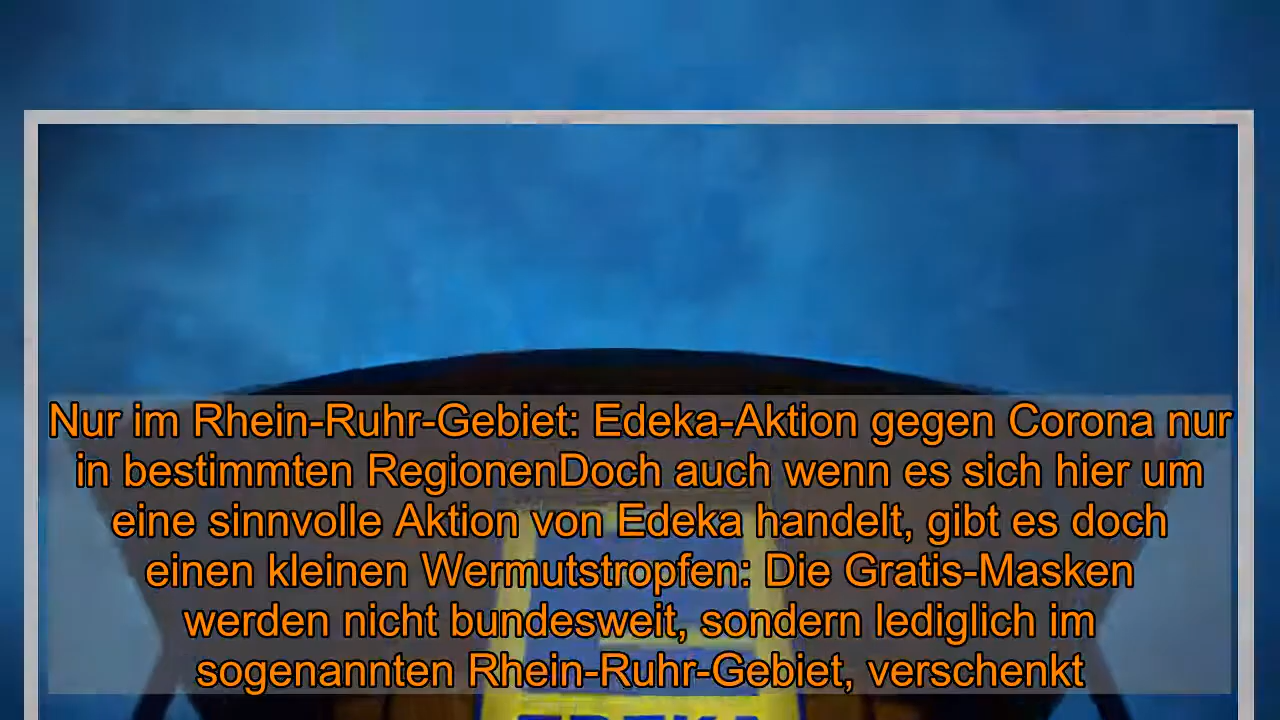 Nur im Rhein-Ruhr-Gebiet: Edeka-Aktion gegen Corona nur
in bestimmten RegionenDoch auch wenn es sich hier um
eine sinnvolle Aktion von Edeka handelt, gibt es doch
einen kleinen Wermutstropfen: Die Gratis-Masken
werden nicht bundesweit, sondern lediglich im
sogenannten Rhein-Ruhr-Gebiet, verschenkt
EDEKA